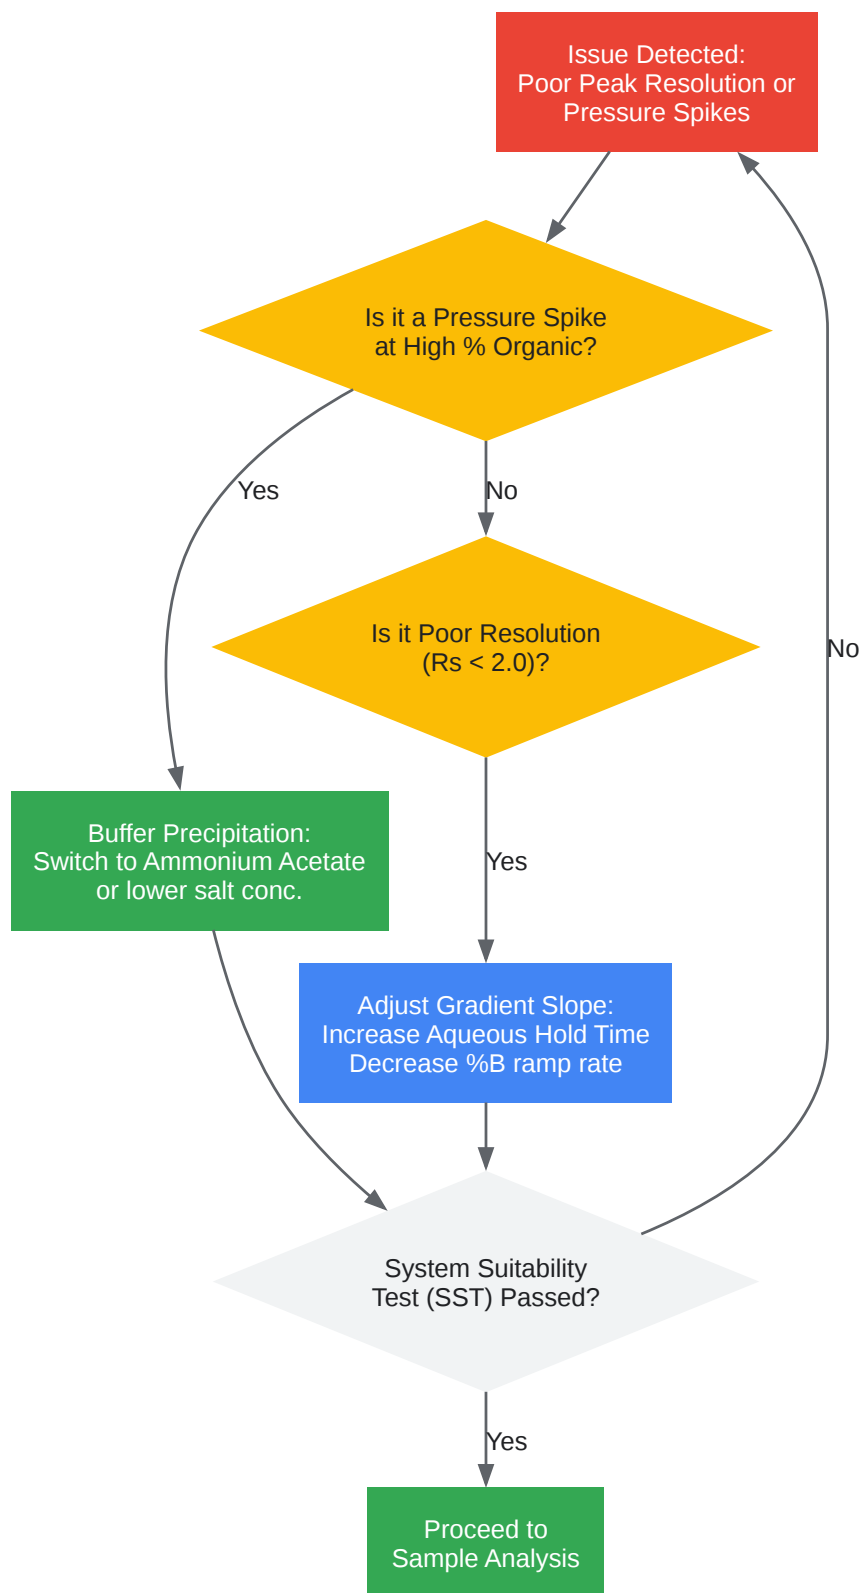 Issue Detected:
Poor Peak Resolution or
Pressure Spikes
Is it a Pressure Spike
at High % Organic?
Yes
No
Is it Poor Resolution
(Rs < 2.0)?
No
Buffer Precipitation:
Switch to Ammonium Acetate
or lower salt conc.
Yes
Adjust Gradient Slope:
Increase Aqueous Hold Time
Decrease %B ramp rate
System Suitability
Test (SST) Passed?
Yes
Proceed to
Sample Analysis